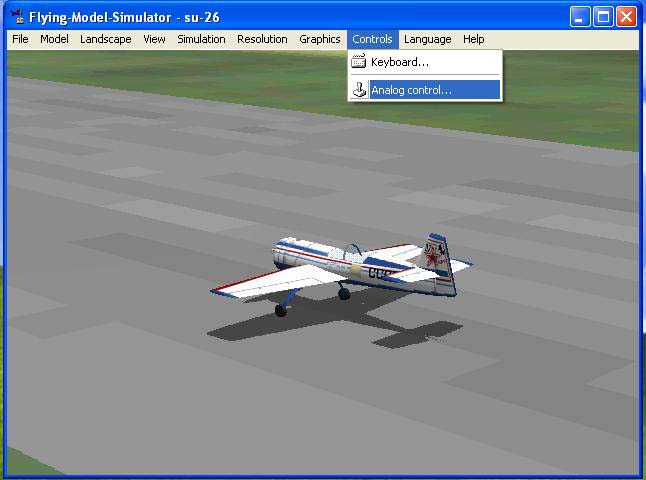 Flying-Model-Simulator - su-26
File Model Landscape View Simulation Resolution Graphics Controls Language Help
Keyboard...
Analog control...